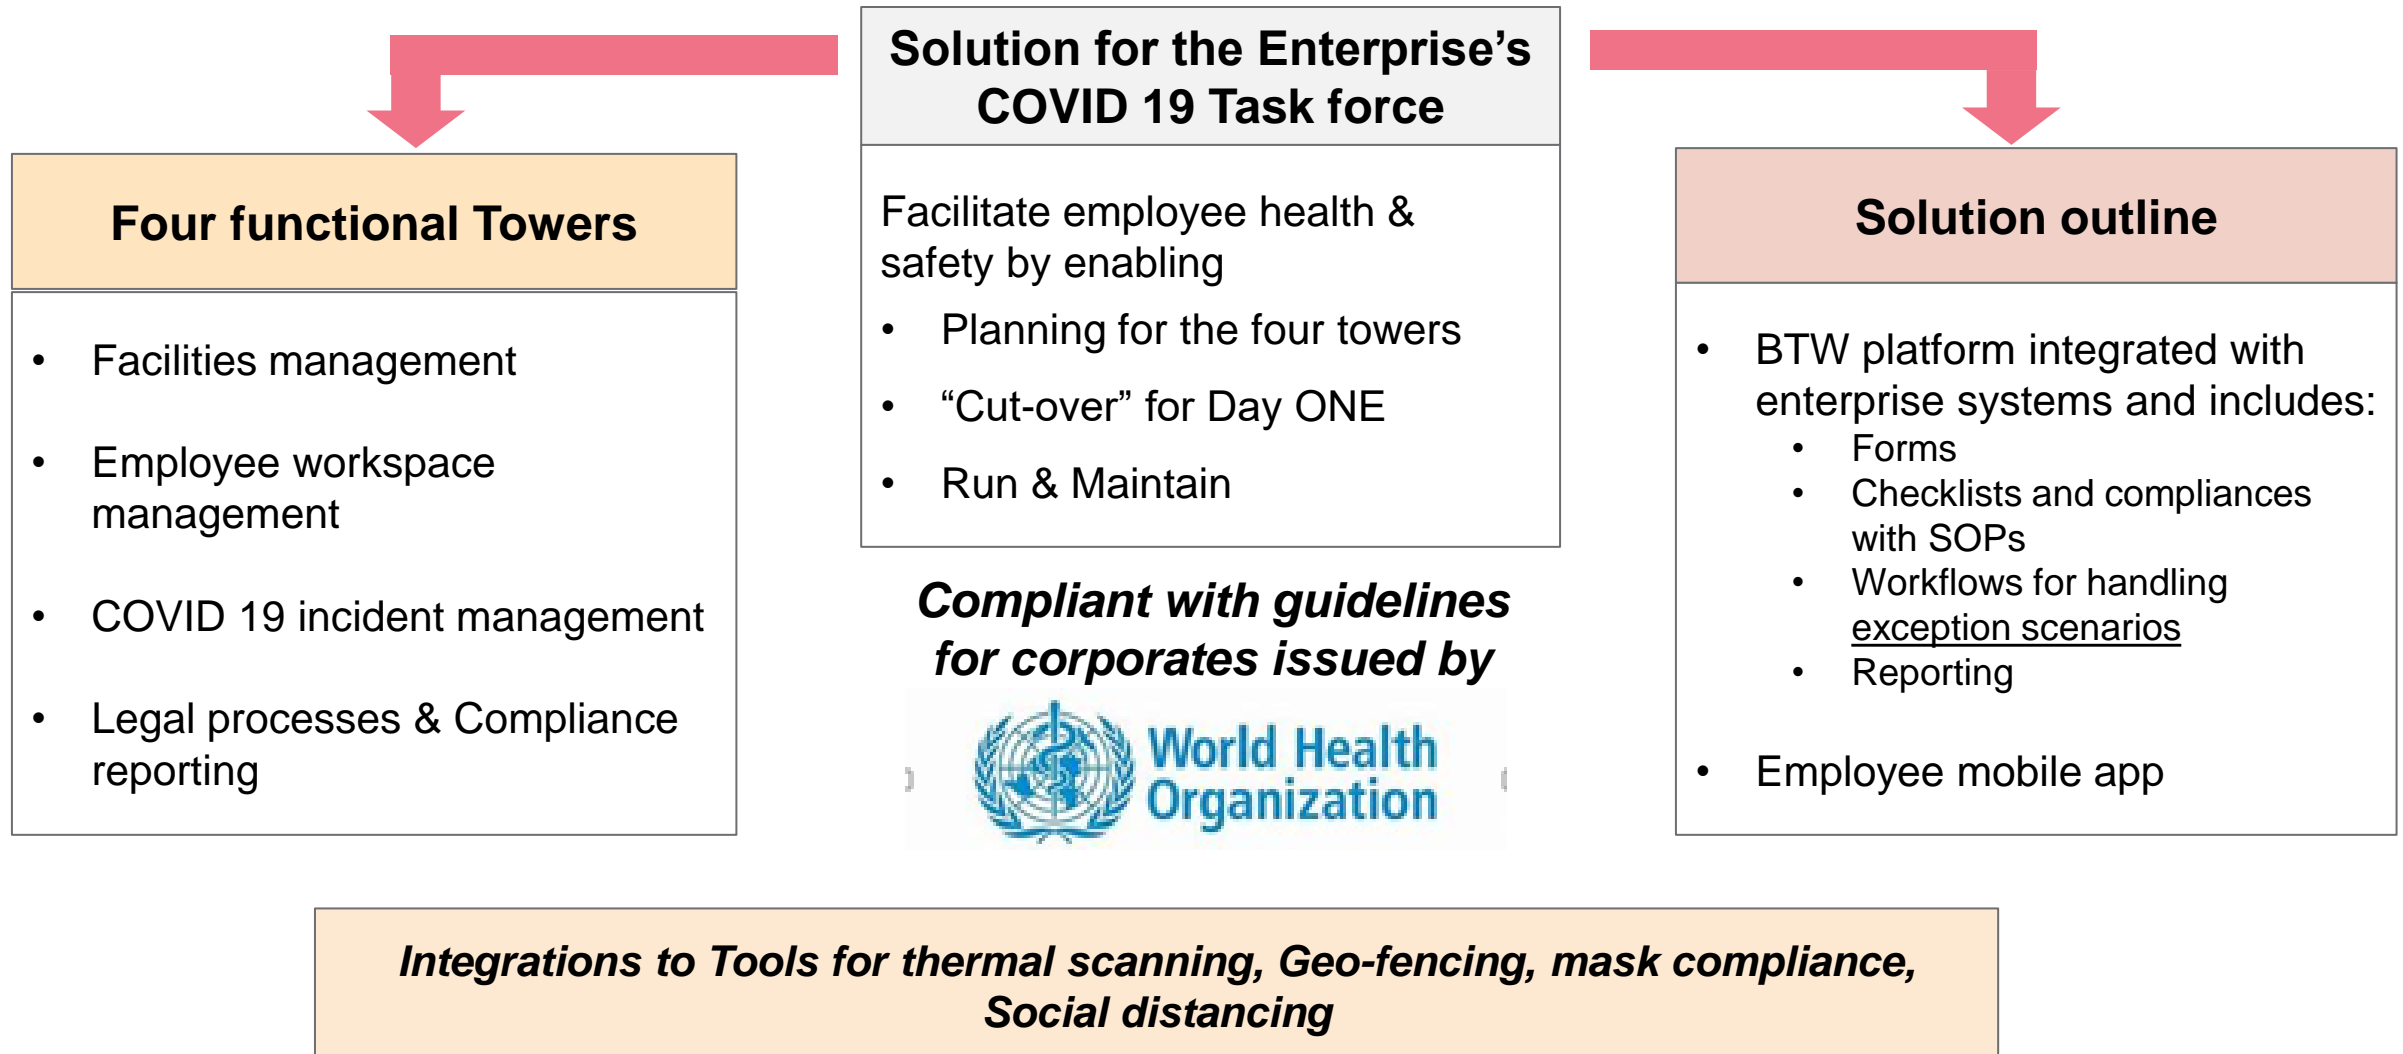 Solution for the Enterprise’s
COVID 19 Task force
Facilitate employee health &
safety by enabling
• Planning for the four towers
• “Cut-over” for Day ONE
• Run & Maintain
Four functional Towers
• Facilities management
• Employee workspace
management
• COVID 19 incident management
• Legal processes & Compliance
reporting
Solution outline
• BTW platform integrated with
enterprise systems and includes:
• Forms
• Checklists and compliances
with SOPs
• Workflows for handling
exception scenarios
• Reporting
• Employee mobile app
Compliant with guidelines
for corporates issued by
World Health
Organization
Integrations to Tools for thermal scanning, Geo-fencing, mask compliance,
Social distancing